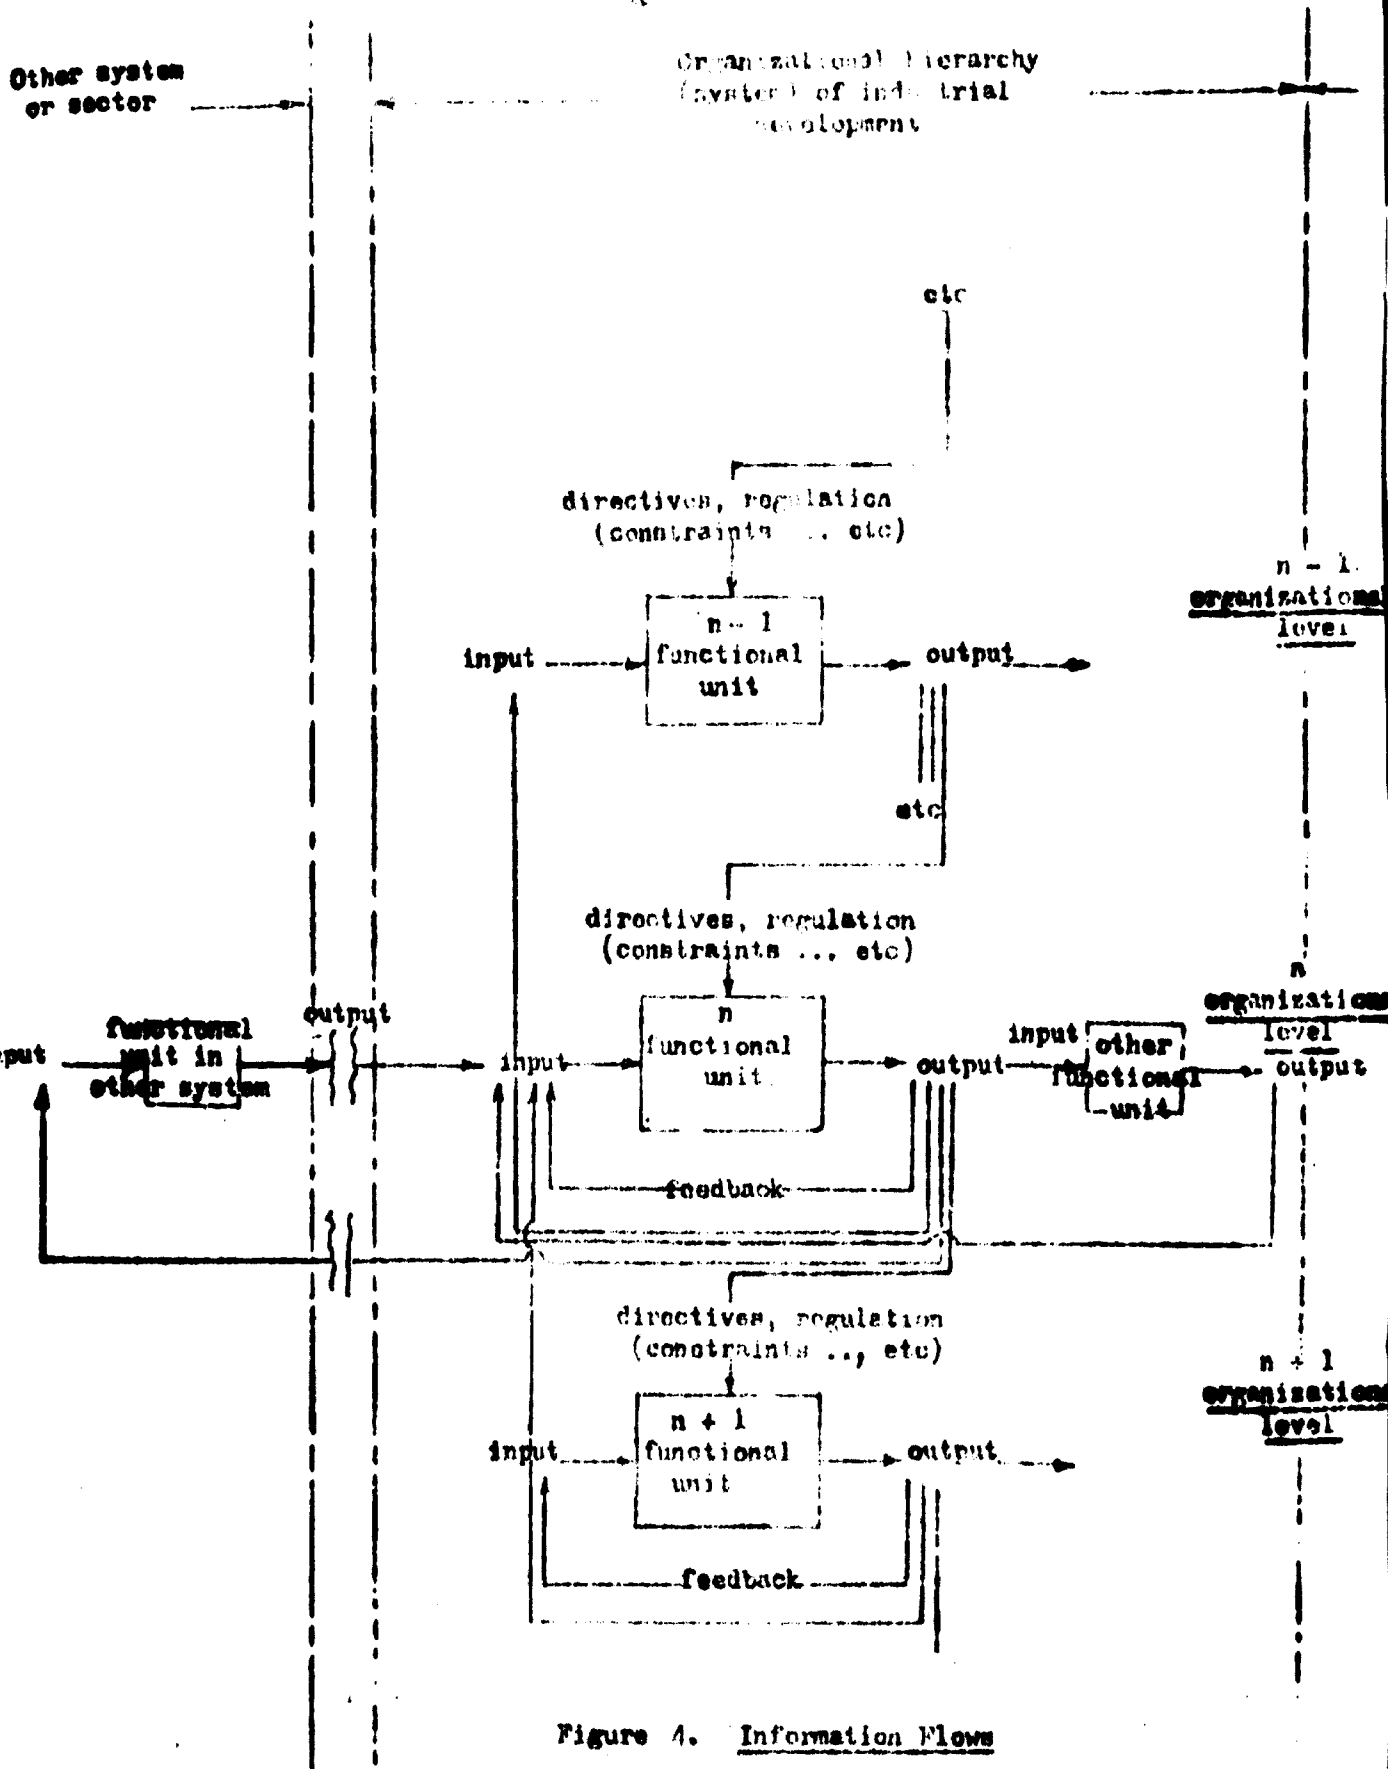 Other system
or sector
Organizational hierarchy
(system) of industrial
development
etc
directives, regulation
(constraints ... etc)
n - 1
organizational
level
n - 1
functional
unit
input
output
etc
directives, regulation
(constraints ... etc)
n
organizationa
level
output
functional
unit in
other system
put
input
n
functional
unit
output
input
other
functional
unit
output
feedback
directives, regulation
(constraints .., etc)
n + 1
organizationa
level
n + 1
functional
unit
input
output
feedback
Figure 4. Information Flows